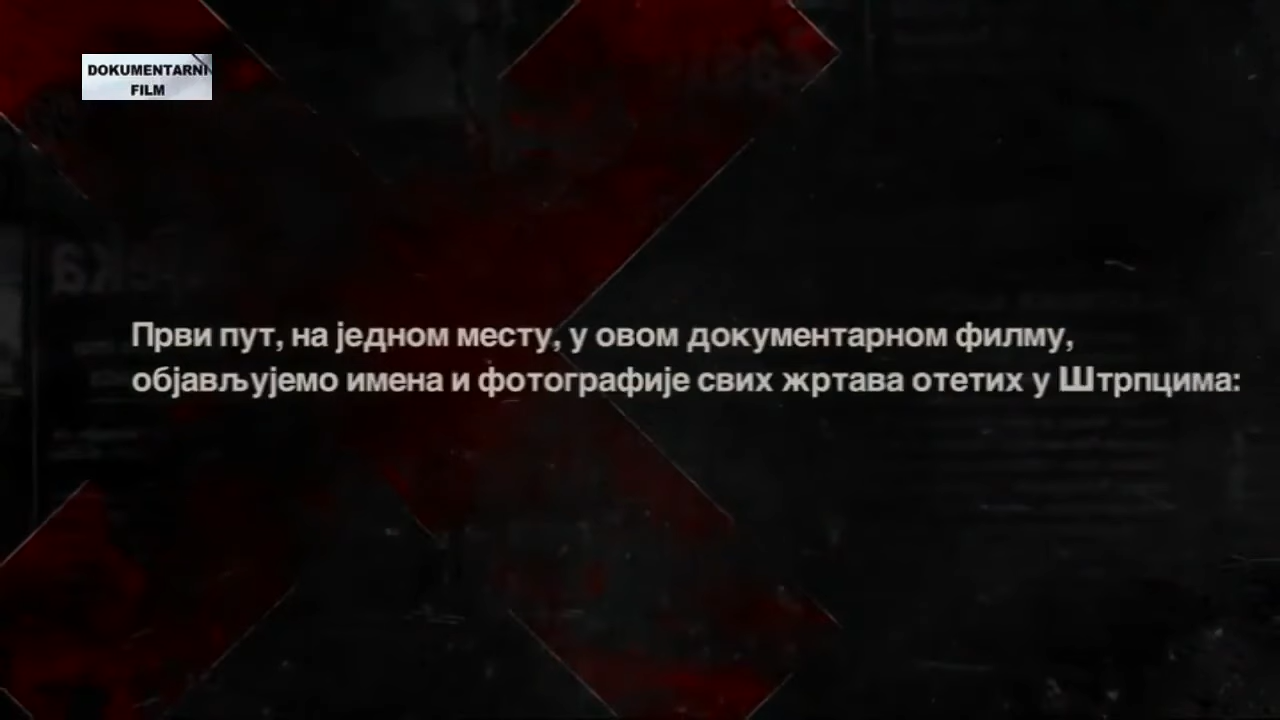 DOKUMENTARNI
FILM
Први пут, на једном месту, у овом документарном филму,
објављујемо имена и фотографије свих жртава отетих у Штрпцима: